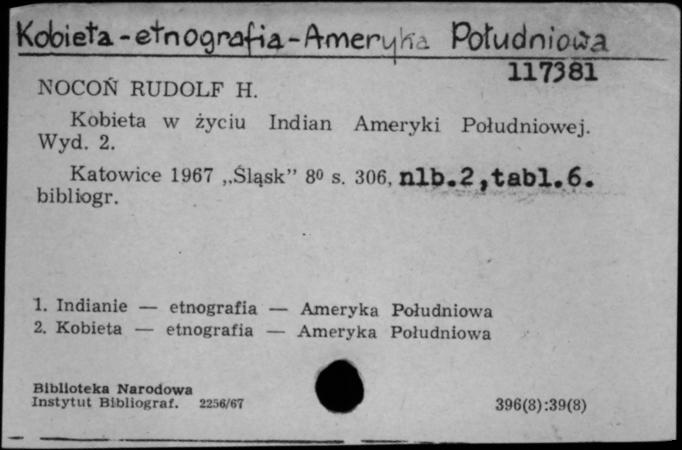 Kobieta-etnografia-Ameryka Południowa
117381
NOCOŃ RUDOLF H.
Kobieta w życiu Indian Ameryki Południowej.
Wyd. 2.
Katowice 1967 „Śląsk” 8⁰ s. 306, nlb.2,tabl.6.
bibliogr.
1. Indianie — etnografia — Ameryka Południowa
2. Kobieta — etnografia — Ameryka Południowa
Biblioteka Narodowa
Instytut Bibliograf. 2256/67
396(8):39(8)